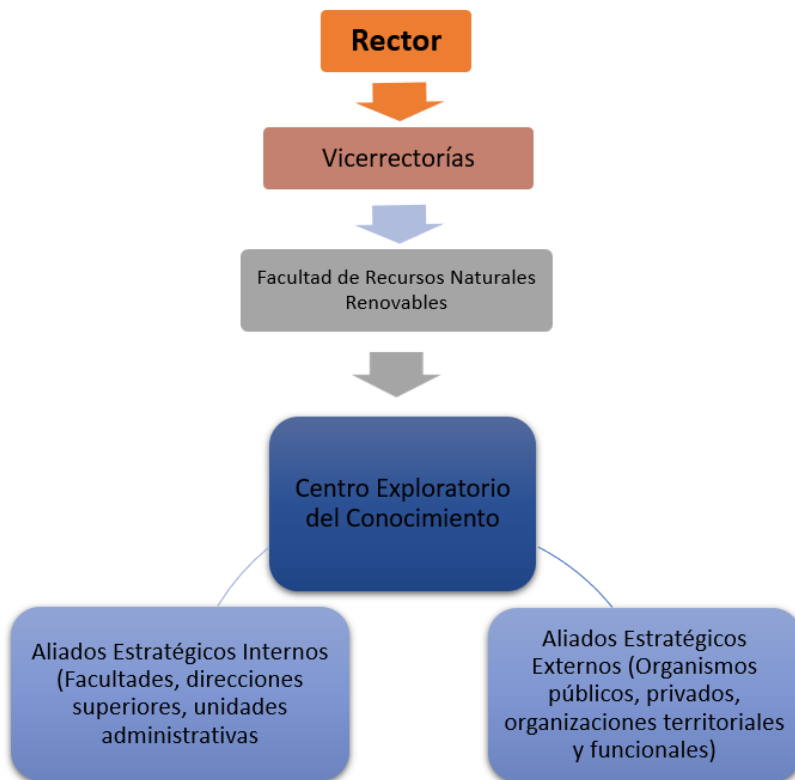 Rector
Vicerrectorías
Facultad de Recursos Naturales
Renovables
Centro Exploratorio
del Conocimiento
Aliados Estratégicos Internos
(Facultades, direcciones
superiores, unidades
administrativas
Aliados Estratégicos
Externos (Organismos
públicos, privados,
organizaciones territoriales
y funcionales)